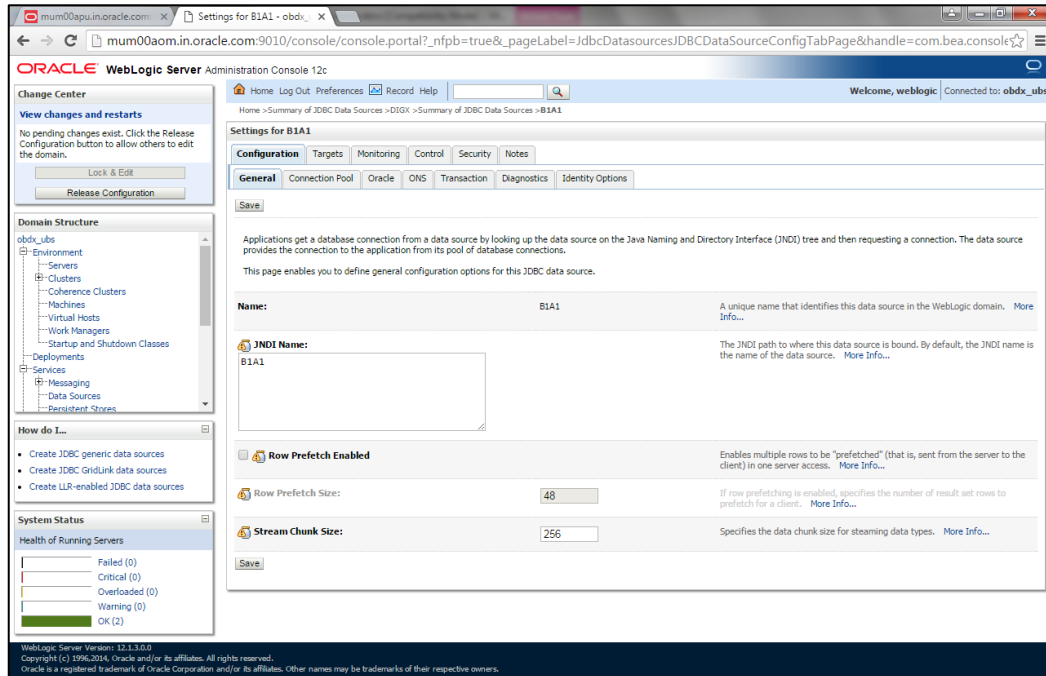 mum00apu.in.oracle.com:
Settings for B1A1 - obdx_
mum00aom.in.oracle.com:9010/console/console.portal?_nfpb=true&_pageLabel=JdbcDatasourcesJDBCDataSourceConfigTabPage&handle=com.bea.console
ORACLE WebLogic Server Administration Console 12c
Change Center
View changes and restarts
No pending changes exist. Click the Release
Configuration button to allow others to edit
the domain.
Lock & Edit
Release Configuration
Domain Structure
obdx_ubs
Environment
Servers
Clusters
Coherence Clusters
Machines
Virtual Hosts
Work Managers
Startup and Shutdown Classes
Deployments
Services
Messaging
Data Sources
Persistent Stores
How do I...
Create JDBC generic data sources
Create JDBC GridLink data sources
Create LLR-enabled JDBC data sources
System Status
Health of Running Servers
Failed (0)
Critical (0)
Overloaded (0)
Warning (0)
OK (2)
Home Log Out Preferences Record Help
Welcome, weblogic Connected to: obdx_ubs
Home >Summary of JDBC Data Sources >DIGX >Summary of JDBC Data Sources >B1A1
Settings for B1A1
Configuration Targets Monitoring Control Security Notes
General Connection Pool Oracle ONS Transaction Diagnostics Identity Options
Save
Applications get a database connection from a data source by looking up the data source on the Java Naming and Directory Interface (JNDI) tree and then requesting a connection. The data source
provides the connection to the application from its pool of database connections.
This page enables you to define general configuration options for this JDBC data source.
Name: B1A1 A unique name that identifies this data source in the WebLogic domain. More
Info...
JNDI Name:
B1A1
The JNDI path to where this data source is bound. By default, the JNDI name is
the name of the data source. More Info...
Row Prefetch Enabled Enables multiple rows to be "prefetched" (that is, sent from the server to the
client) in one server access. More Info...
Row Prefetch Size: 48 If row prefetching is enabled, specifies the number of result set rows to
prefetch for a client. More Info...
Stream Chunk Size: 256 Specifies the data chunk size for steaming data types. More Info...
Save
WebLogic Server Version: 12.1.3.0.0
Copyright (c) 1996,2014, Oracle and/or its affiliates. All rights reserved.
Oracle is a registered trademark of Oracle Corporation and/or its affiliates. Other names may be trademarks of their respective owners.